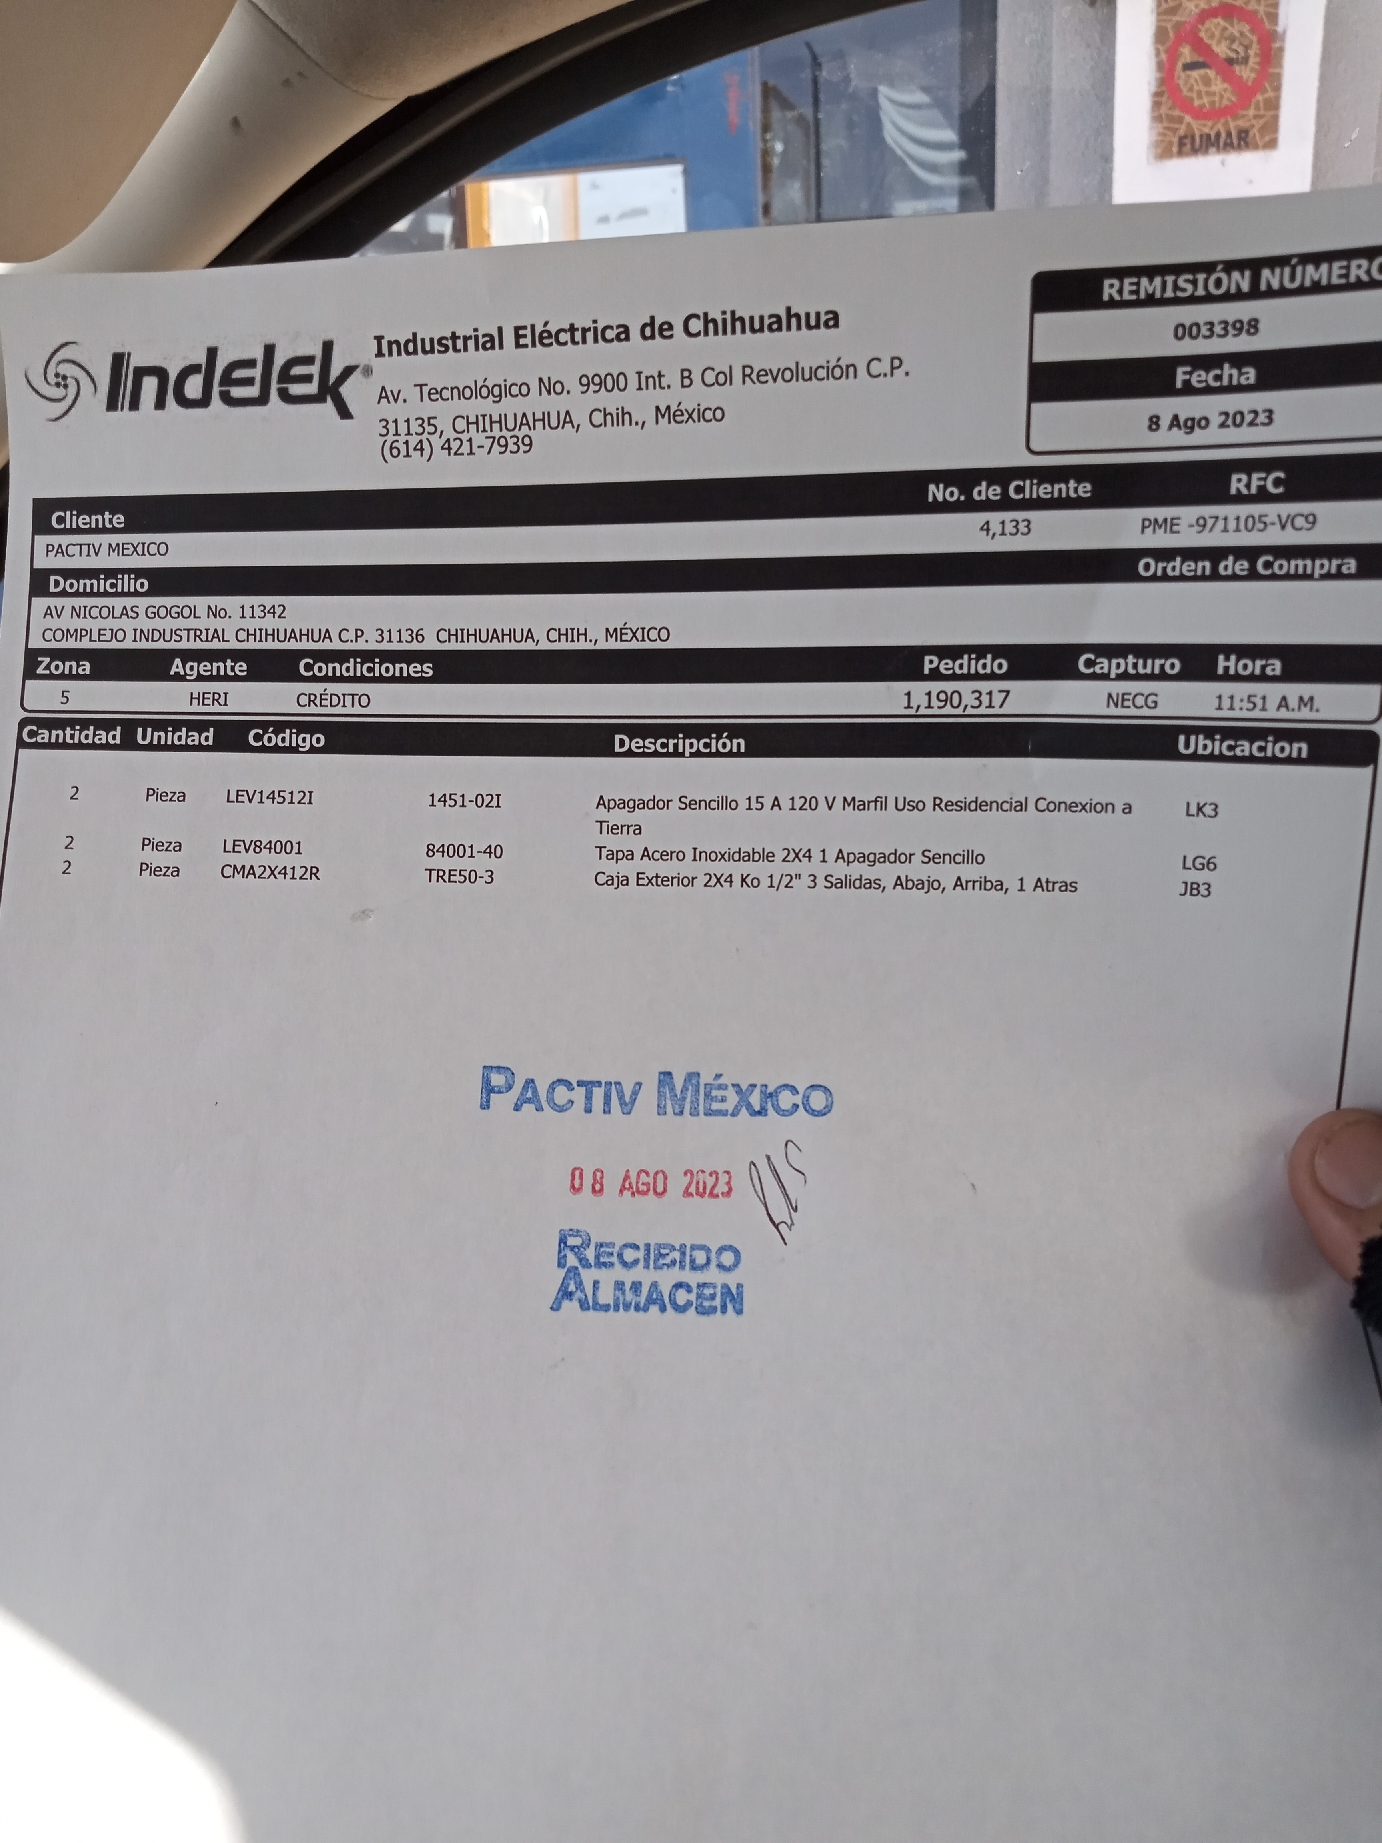 FUMAR
REMISIÓN NÚMERO
003398
Fecha
8 Ago 2023
Indelek®
Industrial Eléctrica de Chihuahua
Av. Tecnológico No. 9900 Int. B Col Revolución C.P.
31135, CHIHUAHUA, Chih., México
(614) 421-7939
Cliente No. de Cliente RFC
PACTIV MEXICO 4,133 PME -971105-VC9
Domicilio Orden de Compra
AV NICOLAS GOGOL No. 11342
COMPLEJO INDUSTRIAL CHIHUAHUA C.P. 31136 CHIHUAHUA, CHIH., MÉXICO
Zona Agente Condiciones Pedido Capturo Hora
5 HERI CRÉDITO 1,190,317 NECG 11:51 A.M.
Cantidad Unidad Código Descripción Ubicacion
2 Pieza LEV14512I 1451-02I Apagador Sencillo 15 A 120 V Marfil Uso Residencial Conexion a LK3
Tierra
2 Pieza LEV84001 84001-40 Tapa Acero Inoxidable 2X4 1 Apagador Sencillo LG6
2 Pieza CMA2X412R TRE50-3 Caja Exterior 2X4 Ko 1/2" 3 Salidas, Abajo, Arriba, 1 Atras JB3
PACTIV MÉXICO
08 AGO 2023
RECIBIDO
ALMACEN